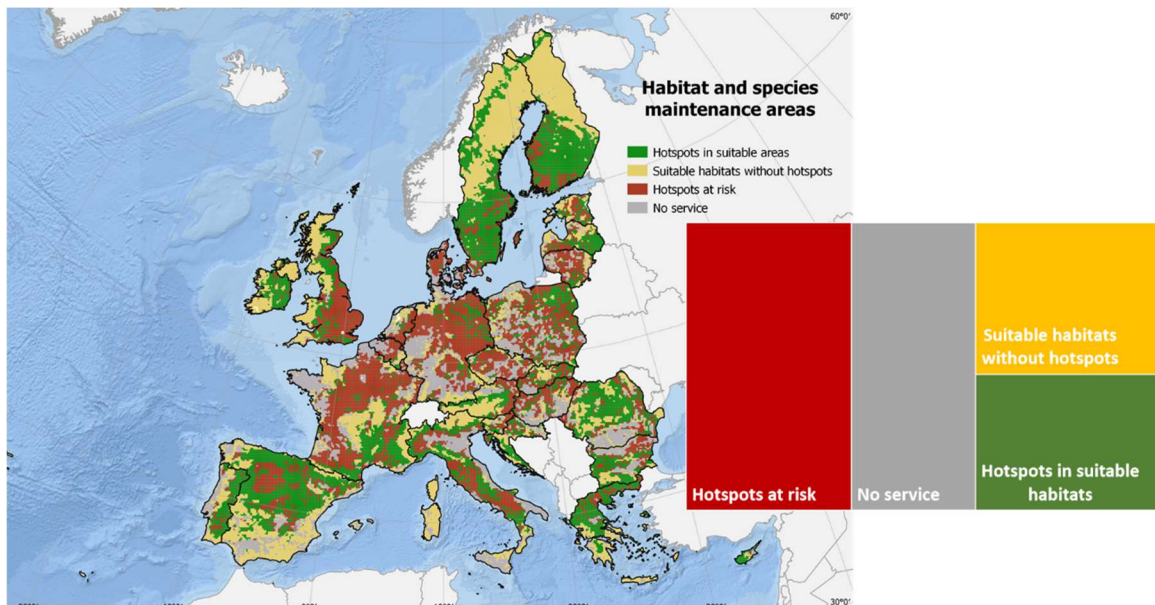 60°0'
Habitat and species
maintenance areas
Hotspots in suitable areas
Suitable habitats without hotspots
Hotspots at risk
No service
Suitable habitats
without hotspots
Hotspots at risk
No service
Hotspots in suitable
habitats
30°0'